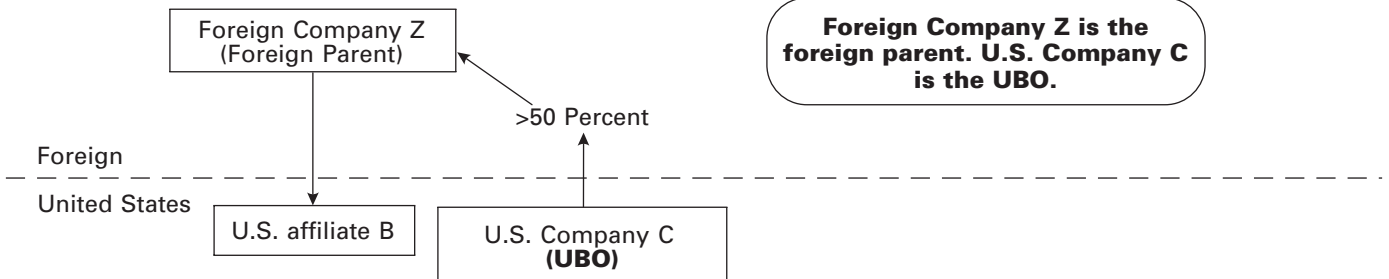 Foreign Company Z
(Foreign Parent)
Foreign Company Z is the
foreign parent. U.S. Company C
is the UBO.
>50 Percent
Foreign
United States
U.S. affiliate B
U.S. Company C
(UBO)